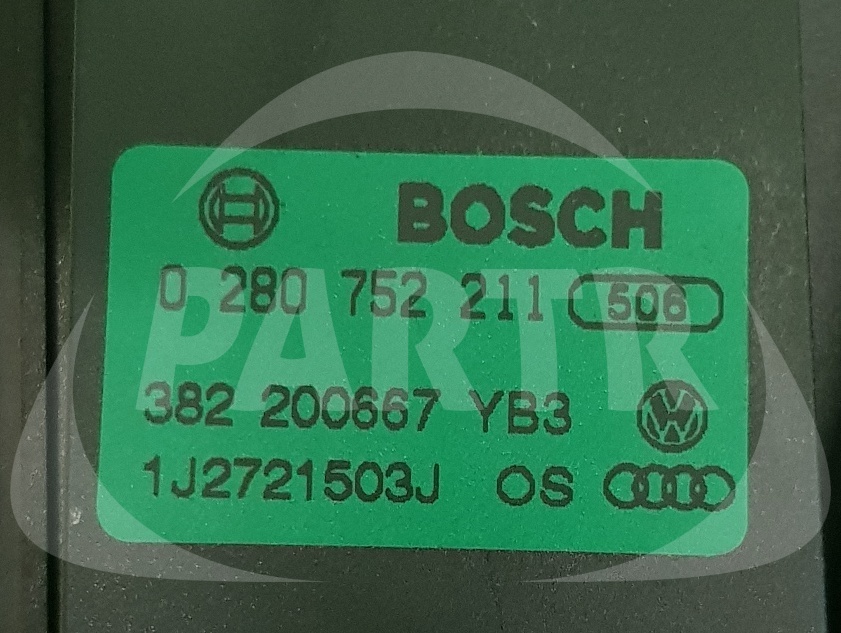 BOSCH
0 280 752 211 506
382 200667 YB3
1J2721503J OS
PARTR